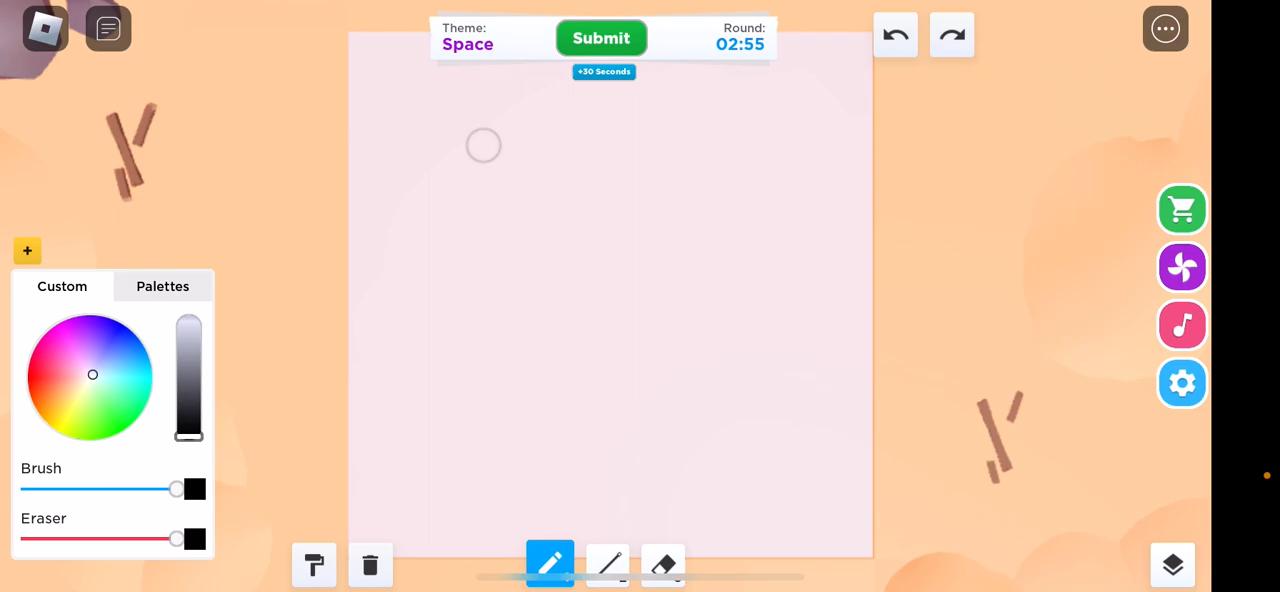 Theme:
Space
Submit
Round:
02:55
+30 Seconds
+
Custom
Palettes
Brush
Eraser